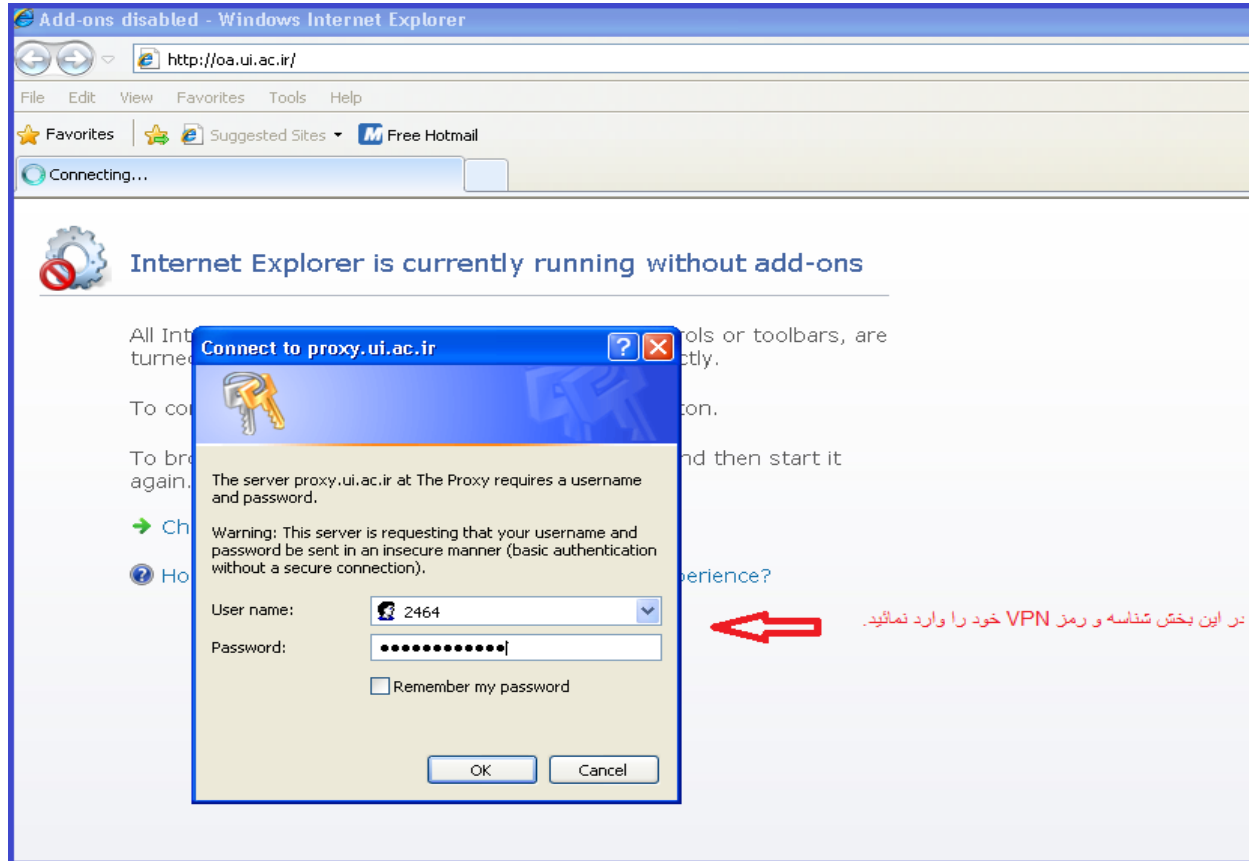 Add-ons disabled - Windows Internet Explorer
http://oa.ui.ac.ir/
File Edit View Favorites Tools Help
Favorites Suggested Sites Free Hotmail
Connecting...
Internet Explorer is currently running without add-ons
All Int
rols or toolbars, are
turned
ctly.
To con
ton.
To bro
nd then start it
again.
Ch
Ho
perience?
Connect to proxy.ui.ac.ir
The server proxy.ui.ac.ir at The Proxy requires a username
and password.
Warning: This server is requesting that your username and
password be sent in an insecure manner (basic authentication
without a secure connection).
User name: 2464
Password: ●●●●●●●●●●●●
Remember my password
OK Cancel
در این بخش شناسه و رمز VPN خود را وارد نمائید.